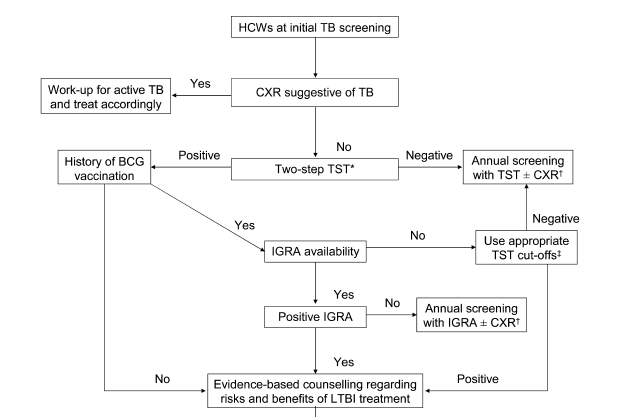 HCWs at initial TB screening
Yes
Work-up for active TB
and treat accordingly
CXR suggestive of TB
No
Positive
Negative
History of BCG
vaccination
Two-step TST*
Annual screening
with TST ± CXR†
Negative
Yes
No
IGRA availability
Use appropriate
TST cut-offs‡
Yes
No
Positive IGRA
Annual screening
with IGRA ± CXR†
Yes
No
Positive
Evidence-based counselling regarding
risks and benefits of LTBI treatment